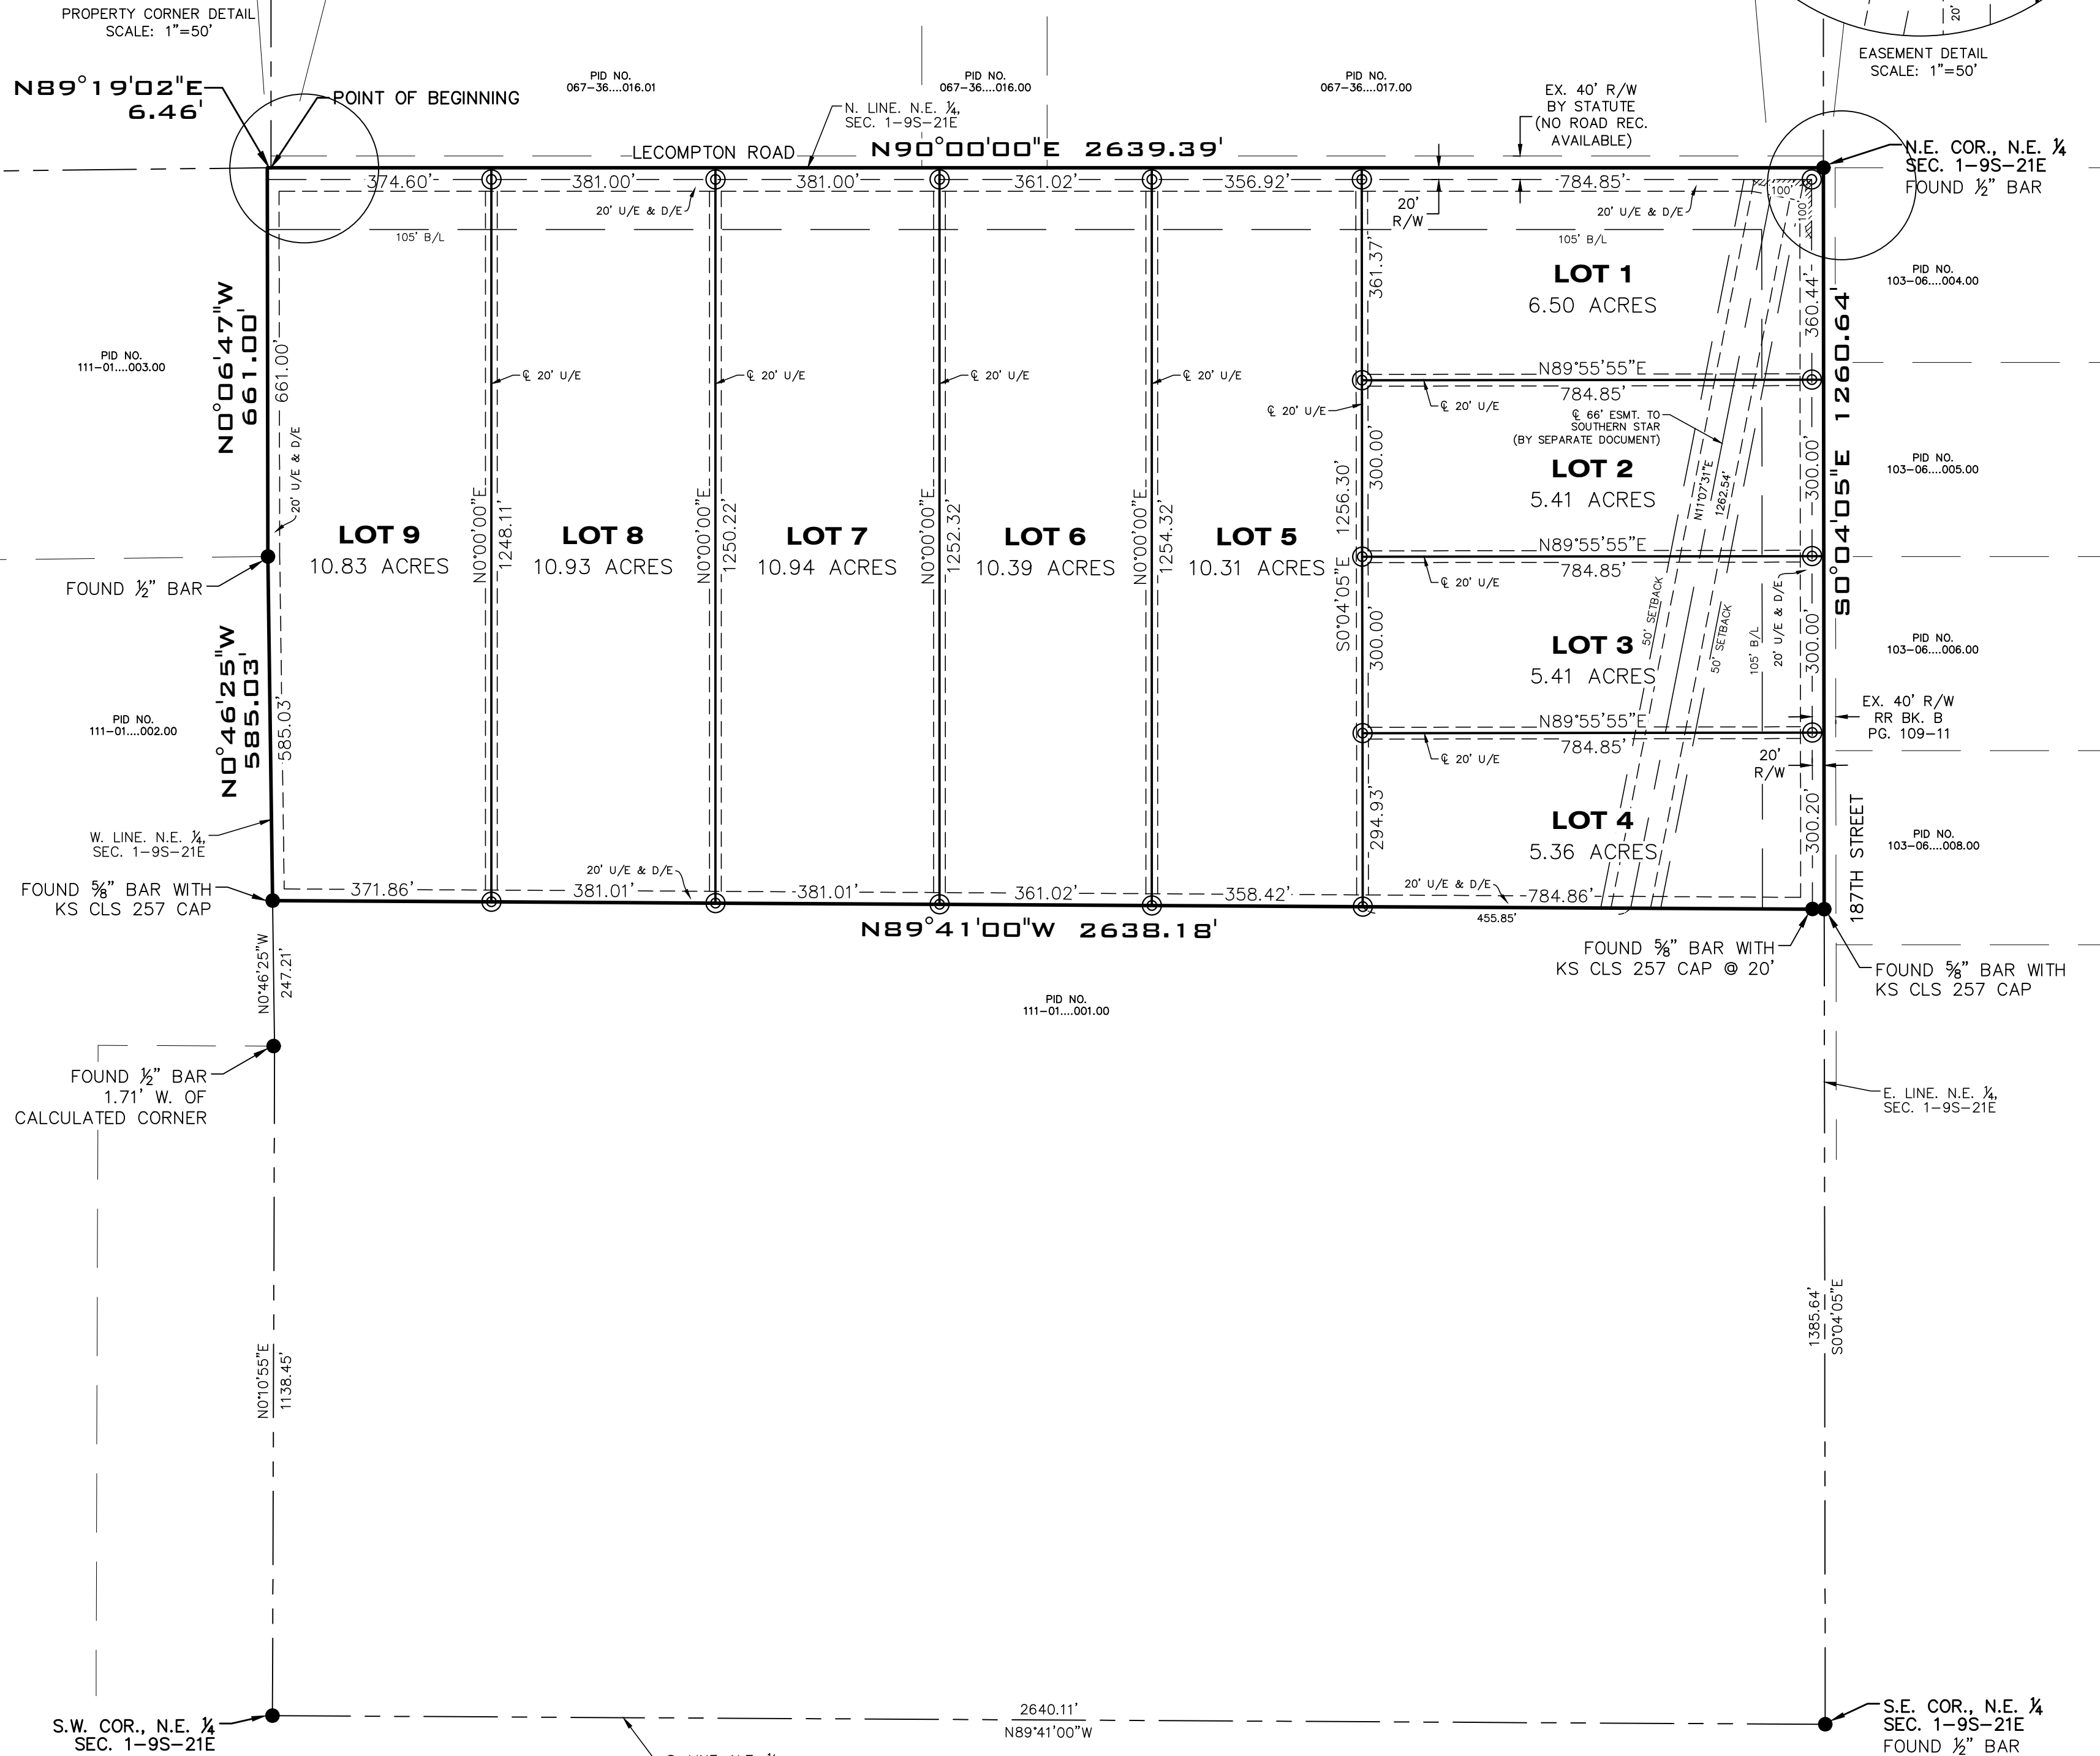 PROPERTY CORNER DETAIL
SCALE: 1"=50'
20'
EASEMENT DETAIL
SCALE: 1"=50'
N89°19'02"E
6.46'
POINT OF BEGINNING
PID NO.
067-36....016.01
PID NO.
067-36....016.00
PID NO.
067-36....017.00
N. LINE. N.E. ¼,
SEC. 1-9S-21E
EX. 40' R/W
BY STATUTE
(NO ROAD REC.
AVAILABLE)
LECOMPTON ROAD
N90°00'00"E 2639.39'
N.E. COR., N.E. ¼
SEC. 1-9S-21E
FOUND ½" BAR
374.60'
381.00'
381.00'
361.02'
356.92'
784.85'
20' U/E & D/E
20'
R/W
20' U/E & D/E
100'
100'
105' B/L
105' B/L
N0°06'47"W
661.00'
661.00'
20' U/E & D/E
PID NO.
111-01....003.00
361.37'
LOT 1
6.50 ACRES
360.44'
S0°04'05"E 1260.64'
PID NO.
103-06....004.00
℄ 20' U/E
℄ 20' U/E
℄ 20' U/E
℄ 20' U/E
℄ 20' U/E
N89°55'55"E
784.85'
℄ 20' U/E
℄ 66' ESMT. TO
SOUTHERN STAR
(BY SEPARATE DOCUMENT)
300.00'
LOT 2
5.41 ACRES
N11°07'31"E
1262.54'
300.00'
PID NO.
103-06....005.00
LOT 9
10.83 ACRES
N0°00'00"E
1248.11'
LOT 8
10.93 ACRES
N0°00'00"E
1250.22'
LOT 7
10.94 ACRES
N0°00'00"E
1252.32'
LOT 6
10.39 ACRES
N0°00'00"E
1254.32'
LOT 5
10.31 ACRES
S0°04'05"E 1256.30'
N89°55'55"E
784.85'
℄ 20' U/E
FOUND ½" BAR
300.00'
LOT 3
5.41 ACRES
50' SETBACK
50' SETBACK
105' B/L
20' U/E & D/E
300.00'
PID NO.
103-06....006.00
N0°46'25"W
585.03'
585.03'
PID NO.
111-01....002.00
N89°55'55"E
784.85'
℄ 20' U/E
EX. 40' R/W
RR BK. B
PG. 109-11
20'
R/W
294.93'
LOT 4
5.36 ACRES
300.20'
187TH STREET
PID NO.
103-06....008.00
W. LINE. N.E. ¼,
SEC. 1-9S-21E
FOUND ⅝" BAR WITH
KS CLS 257 CAP
371.86'
381.01'
20' U/E & D/E
381.01'
361.02'
358.42'
20' U/E & D/E
784.86'
455.85'
N89°41'00"W 2638.18'
FOUND ⅝" BAR WITH
KS CLS 257 CAP @ 20'
FOUND ⅝" BAR WITH
KS CLS 257 CAP
N0°46'25"W
247.21'
PID NO.
111-01....001.00
FOUND ½" BAR
1.71' W. OF
CALCULATED CORNER
E. LINE. N.E. ¼,
SEC. 1-9S-21E
N0°10'55"E
1138.45'
1385.64'
S0°04'05"E
S.W. COR., N.E. ¼
SEC. 1-9S-21E
2640.11'
N89°41'00"W
S.E. COR., N.E. ¼
SEC. 1-9S-21E
FOUND ½" BAR